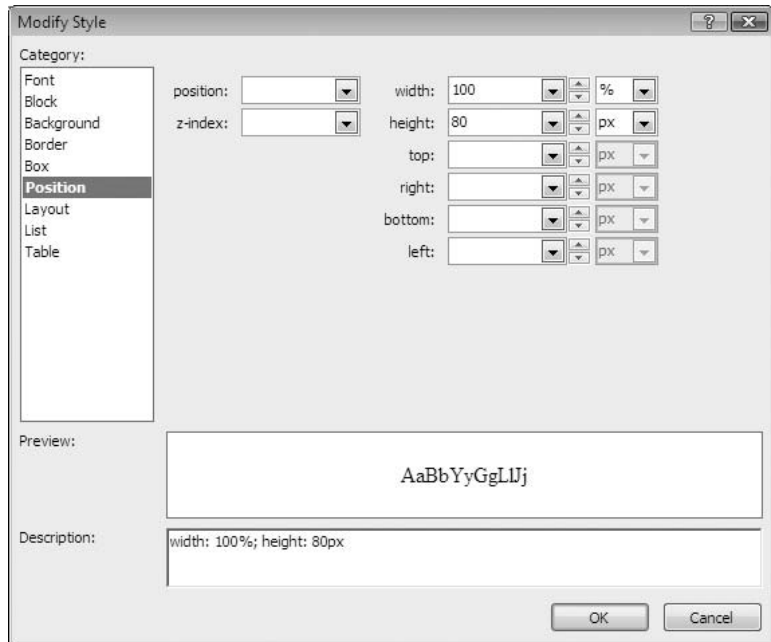 Modify Style
Category:
Font
Block
Background
Border
Box
Position
Layout
List
Table
position:
z-index:
width: 100 %
height: 80 px
top: px
right: px
bottom: px
left: px
Preview:
AaBbYyGgLlJj
Description:
width: 100%; height: 80px
OK Cancel